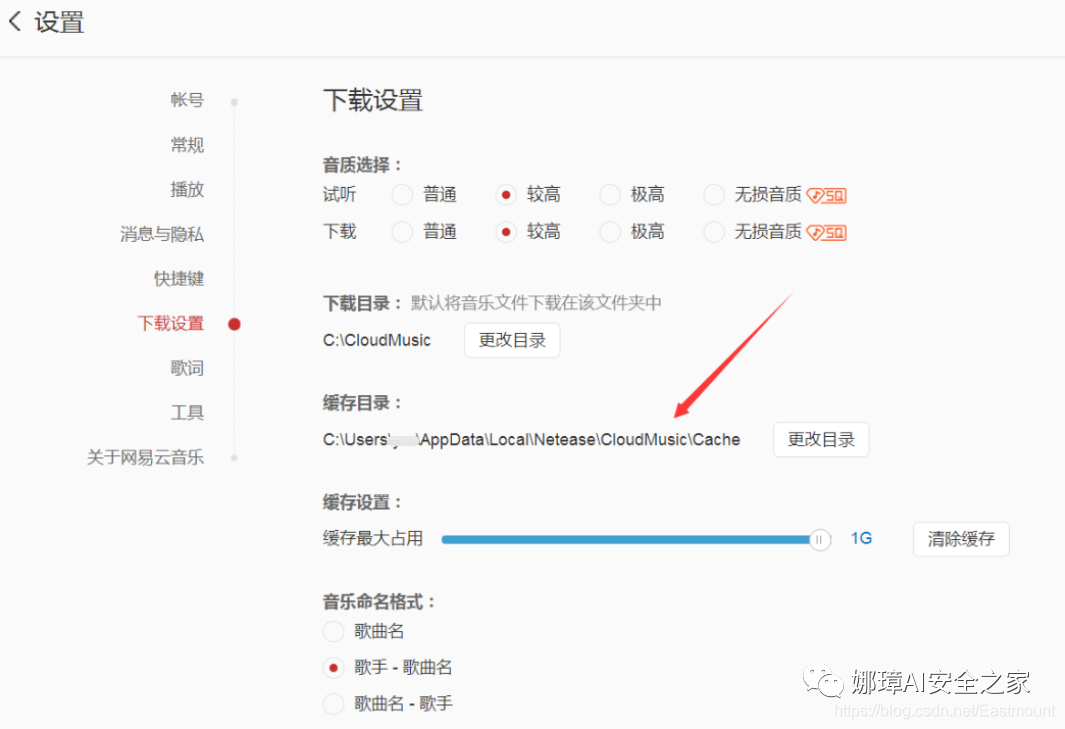 设置
帐号
常规
播放
消息与隐私
快捷键
下载设置
歌词
工具
关于网易云音乐
下载设置
音质选择：
试听 普通 较高 极高 无损音质 SQ
下载 普通 较高 极高 无损音质 SQ
下载目录： 默认将音乐文件下载在该文件夹中
C:\CloudMusic 更改目录
缓存目录：
C:\Users\ \AppData\Local\Netease\CloudMusic\Cache 更改目录
缓存设置：
缓存最大占用 1G 清除缓存
音乐命名格式：
歌曲名
歌手 - 歌曲名
歌曲名 - 歌手
娜璋AI安全之家
https://blog.csdn.net/Eastmount